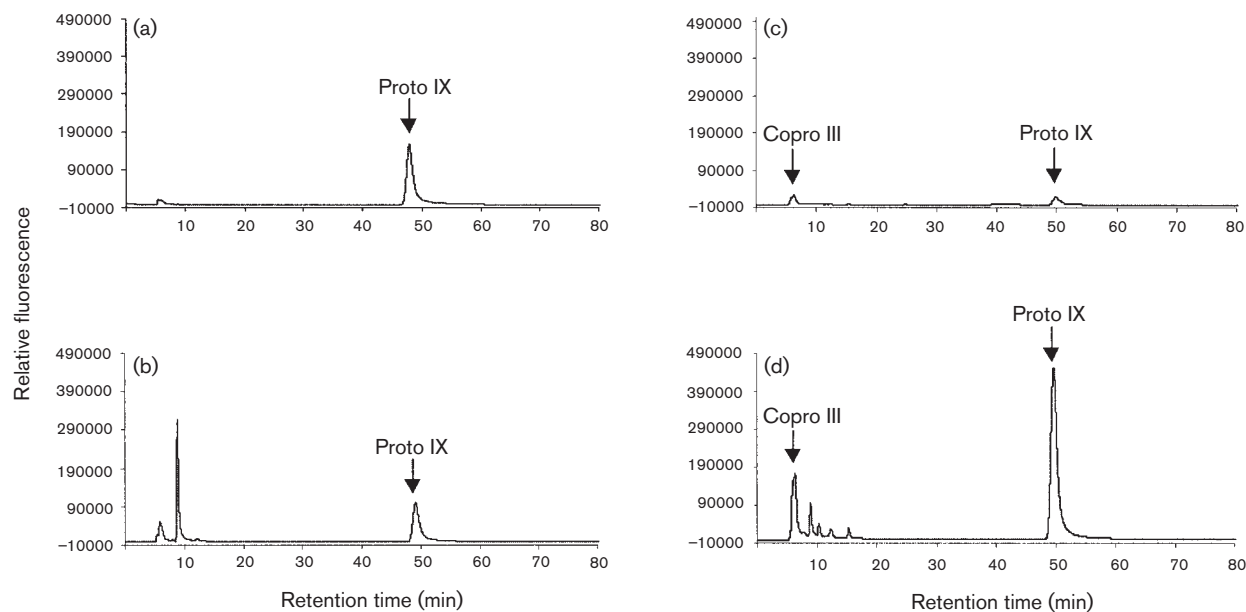 Relative fluorescence
(a)
Proto IX
490000
390000
290000
190000
90000
−10000
10 20 30 40 50 60 70 80
(b)
Proto IX
490000
390000
290000
190000
90000
−10000
10 20 30 40 50 60 70 80
Retention time (min)
(c)
Copro III
Proto IX
490000
390000
290000
190000
90000
−10000
10 20 30 40 50 60 70 80
(d)
Copro III
Proto IX
490000
390000
290000
190000
90000
−10000
10 20 30 40 50 60 70 80
Retention time (min)